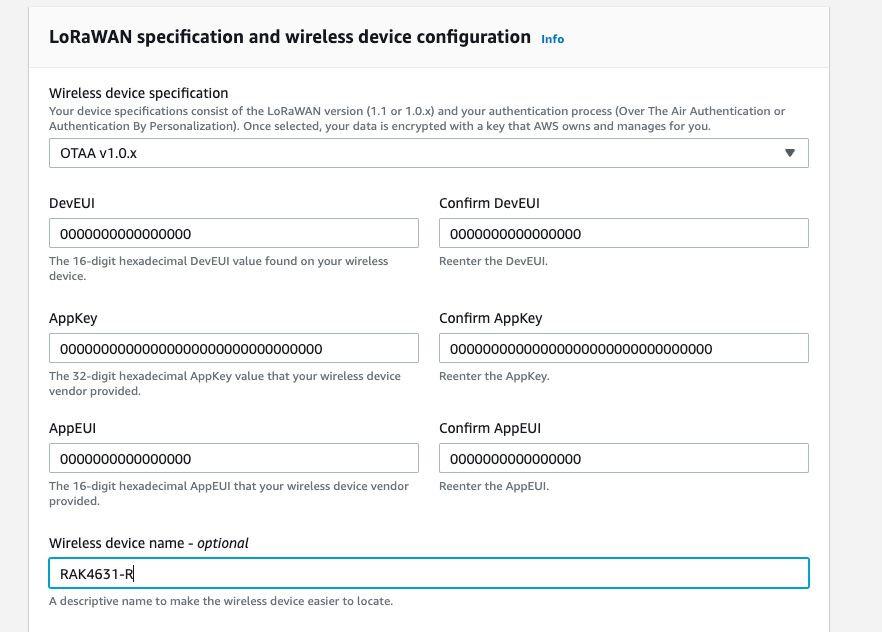 LoRaWAN specification and wireless device configuration Info
Wireless device specification
Your device specifications consist of the LoRaWAN version (1.1 or 1.0.x) and your authentication process (Over The Air Authentication or
Authentication By Personalization). Once selected, your data is encrypted with a key that AWS owns and manages for you.
OTAA v1.0.x
DevEUI
Confirm DevEUI
0000000000000000
0000000000000000
The 16-digit hexadecimal DevEUI value found on your wireless
device.
Reenter the DevEUI.
AppKey
Confirm AppKey
00000000000000000000000000000000
00000000000000000000000000000000
The 32-digit hexadecimal AppKey value that your wireless device
vendor provided.
Reenter the AppKey.
AppEUI
Confirm AppEUI
0000000000000000
0000000000000000
The 16-digit hexadecimal AppEUI that your wireless device vendor
provided.
Reenter the AppEUI.
Wireless device name - optional
RAK4631-R
A descriptive name to make the wireless device easier to locate.